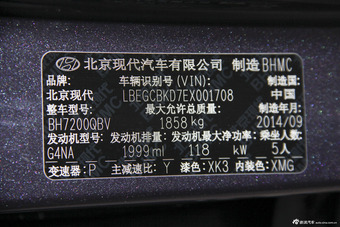 北京现代汽车有限公司 制造 BHMC
品牌: 车辆识别号(VIN): 制造国:
北京现代 LBEGCBKD7EX001708 中国
整车型号: 最大允许总质量: 制造年月:
BH7200QBV 1858 kg 2014/09
发动机型号 发动机排量 发动机最大净功率: 乘坐人数
G4NA 1999 ml 118 kW 5人
变速器: P 主减速比: Y 漆色: XK3 内装色: XMG